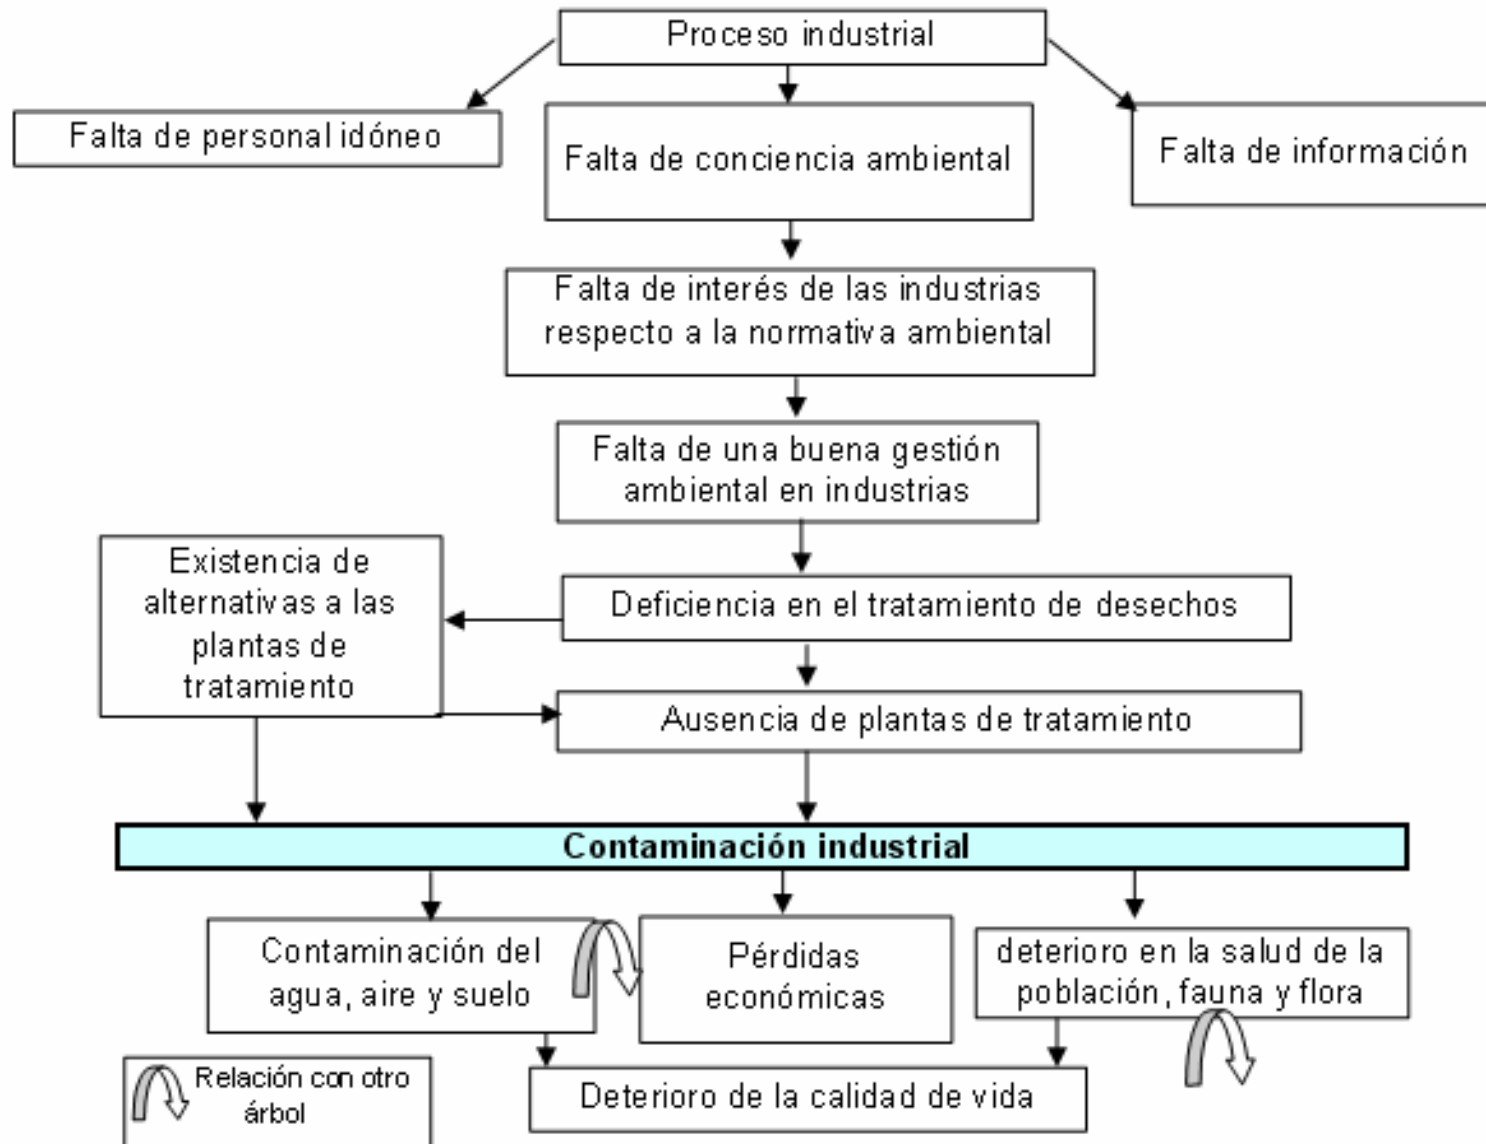 Proceso industrial
Falta de personal idóneo
Falta de conciencia ambiental
Falta de información
Falta de interés de las industrias
respecto a la normativa ambiental
Falta de una buena gestión
ambiental en industrias
Existencia de
alternativas a las
plantas de
tratamiento
Deficiencia en el tratamiento de desechos
Ausencia de plantas de tratamiento
Contaminación industrial
Contaminación del
agua, aire y suelo
Pérdidas
económicas
deterioro en la salud de la
población, fauna y flora
Relación con otro
árbol
Deterioro de la calidad de vida